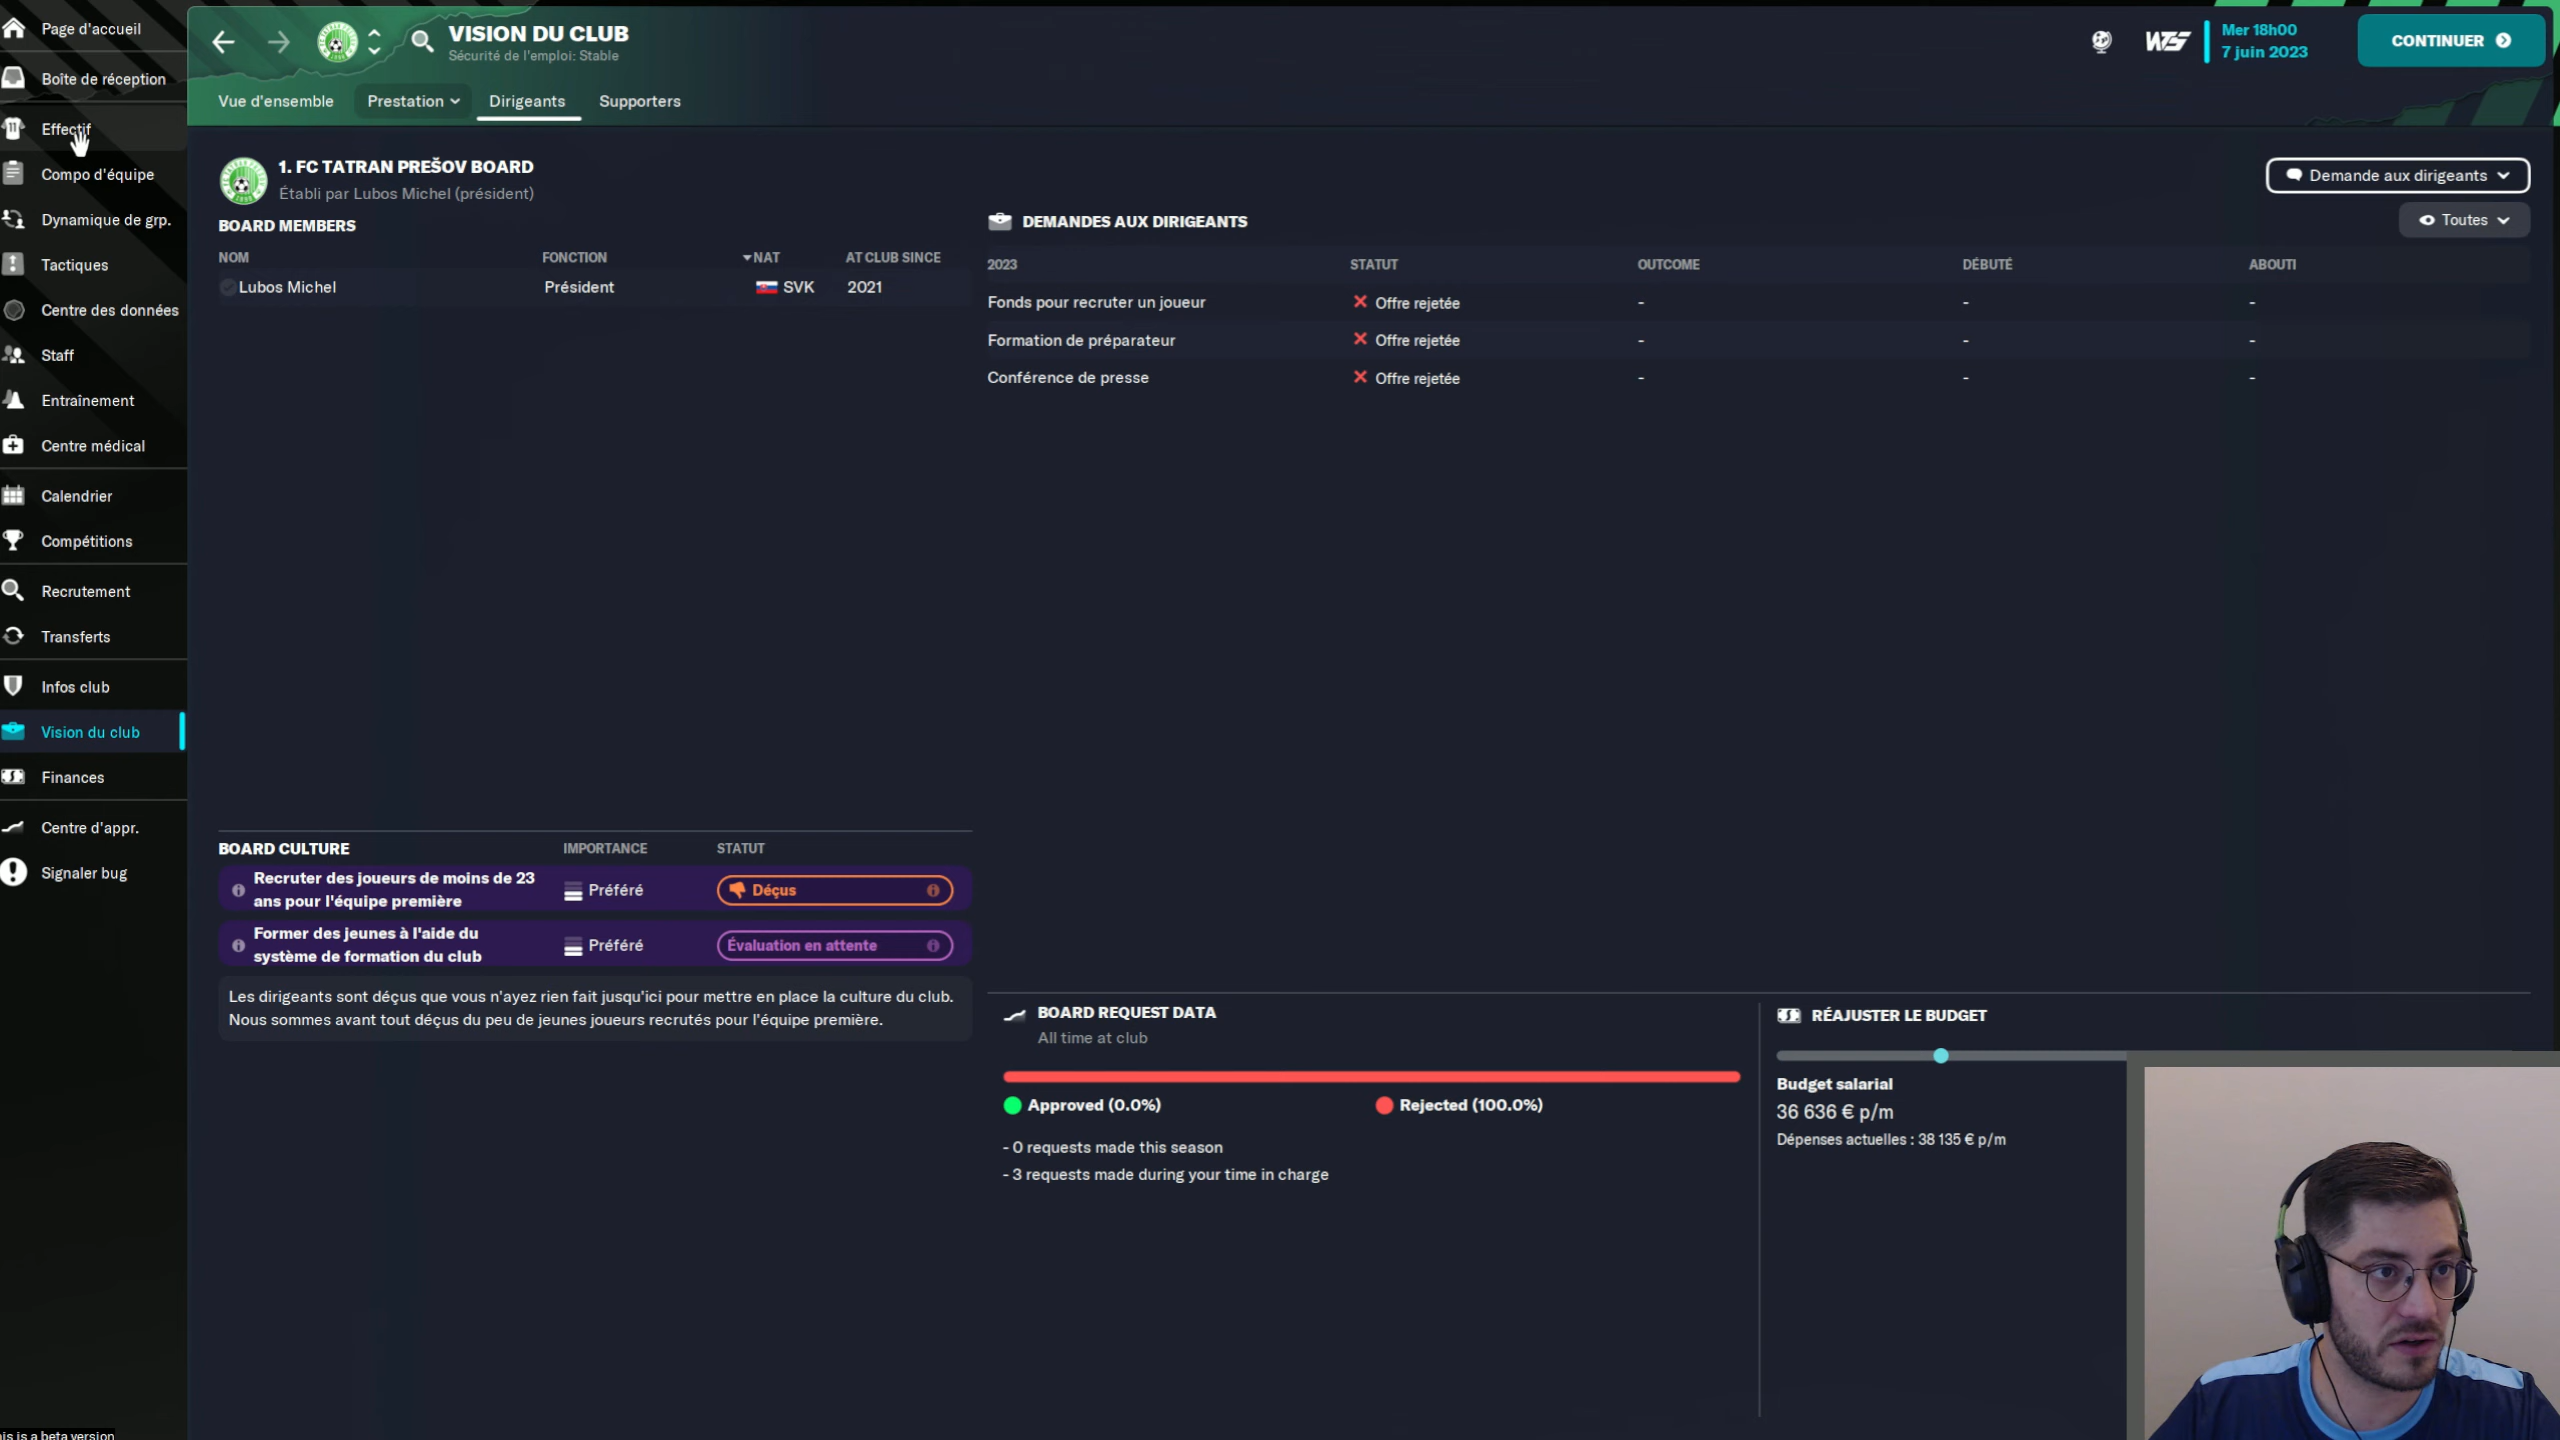 Page d'accueil
Boîte de réception
Effectif
Compo d'équipe
Dynamique de grp.
Tactiques
Centre des données
Staff
Entraînement
Centre médical
Calendrier
Compétitions
Recrutement
Transferts
Infos club
Vision du club
Finances
Centre d'appr.
Signaler bug
VISION DU CLUB
Sécurité de l'emploi: Stable
Mer 18h00
7 juin 2023
CONTINUER
Vue d'ensemble Prestation Dirigeants Supporters
1. FC TATRAN PREŠOV BOARD
Établi par Lubos Michel (président)
Demande aux dirigeants
BOARD MEMBERS
NOM FONCTION NAT AT CLUB SINCE
Lubos Michel Président SVK 2021
DEMANDES AUX DIRIGEANTS
Toutes
2023 STATUT OUTCOME DÉBUTÉ ABOUTI
Fonds pour recruter un joueur Offre rejetée - - -
Formation de préparateur Offre rejetée - - -
Conférence de presse Offre rejetée - - -
BOARD CULTURE IMPORTANCE STATUT
Recruter des joueurs de moins de 23
ans pour l'équipe première
Préféré Déçus
Former des jeunes à l'aide du
système de formation du club
Préféré Évaluation en attente
Les dirigeants sont déçus que vous n'ayez rien fait jusqu'ici pour mettre en place la culture du club.
Nous sommes avant tout déçus du peu de jeunes joueurs recrutés pour l'équipe première.
BOARD REQUEST DATA
All time at club
Approved (0.0%) Rejected (100.0%)
- 0 requests made this season
- 3 requests made during your time in charge
RÉAJUSTER LE BUDGET
Budget salarial
36 636 € p/m
Dépenses actuelles : 38 135 € p/m
is is a beta version